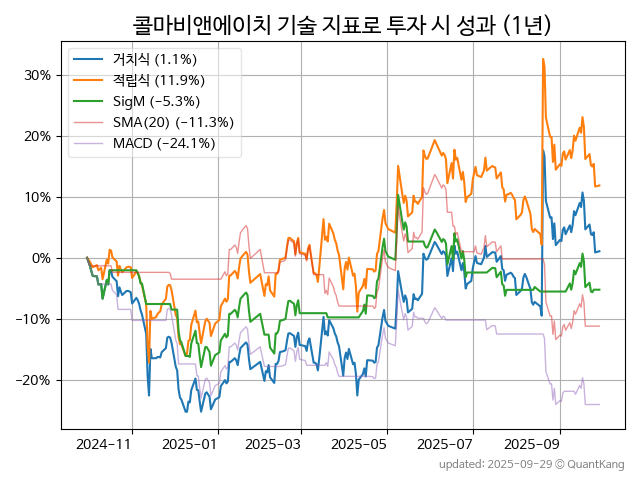 콜마비앤에이치 기술 지표로 투자 시 성과 (1년)
거치식 (1.1%)
적립식 (11.9%)
SigM (−5.3%)
SMA(20) (−11.3%)
MACD (−24.1%)
30%
20%
10%
0%
−10%
−20%
2024-11 2025-01 2025-03 2025-05 2025-07 2025-09
updated: 2025-09-29 © QuantKang